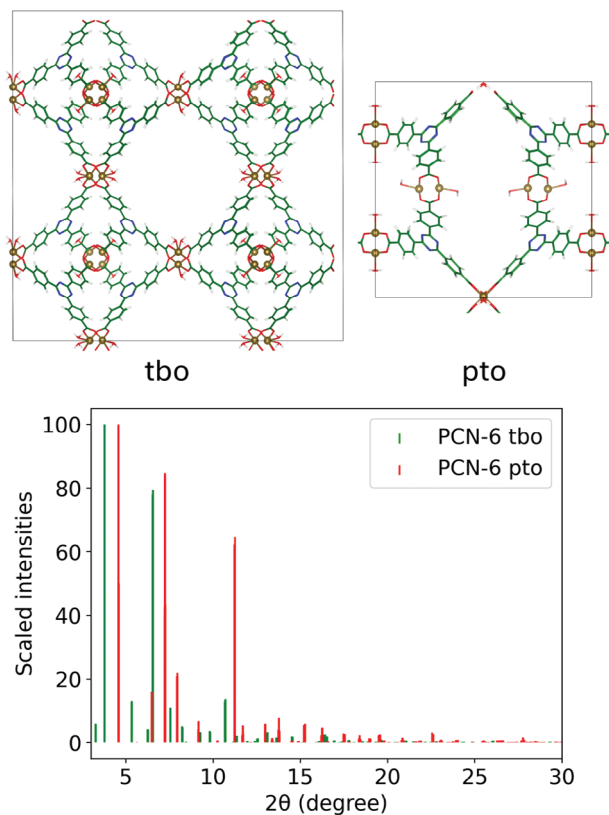 tbo
pto
100
80
60
40
20
0
Scaled intensities
PCN-6 tbo
PCN-6 pto
5 10 15 20 25 30
2θ (degree)